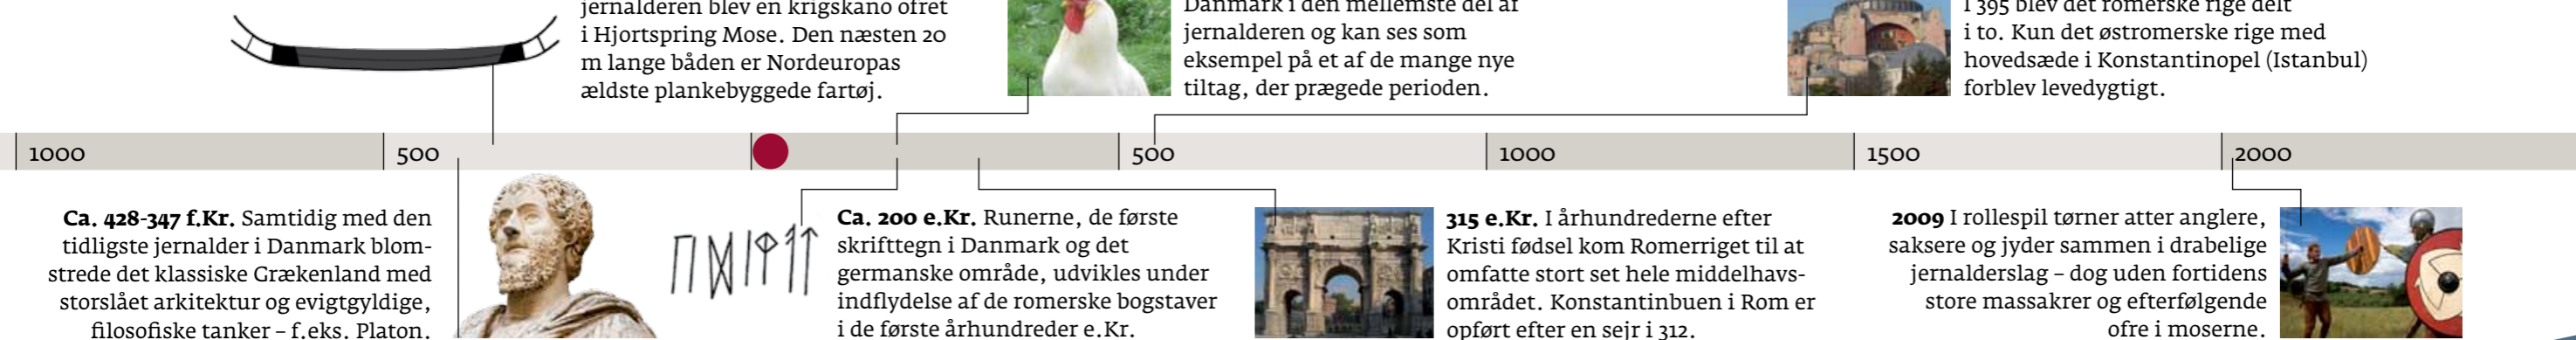 jernalderen blev en krigskano ofret
i Hjortspring Mose. Den næsten 20
m lange båden er Nordeuropas
ældste plankebyggede fartøj.
Danmark i den mellemste del af
jernalderen og kan ses som
eksempel på et af de mange nye
tiltag, der prægede perioden.
I 395 blev det romerske rige delt
i to. Kun det østromerske rige med
hovedsæde i Konstantinopel (Istanbul)
forblev levedygtigt.
1000
500
500
1000
1500
2000
Ca. 428-347 f.Kr. Samtidig med den
tidligste jernalder i Danmark blom-
strede det klassiske Grækenland med
storslået arkitektur og evigtgyldige,
filosofiske tanker – f.eks. Platon.
Ca. 200 e.Kr. Runerne, de første
skrifttegn i Danmark og det
germanske område, udvikles under
indflydelse af de romerske bogstaver
i de første århundreder e.Kr.
315 e.Kr. I århundrederne efter
Kristi fødsel kom Romerriget til at
omfatte stort set hele middelhavs-
området. Konstantinbuen i Rom er
opført efter en sejr i 312.
2009 I rollespil tørner atter anglere,
saksere og jyder sammen i drabelige
jernalderslag – dog uden fortidens
store massakrer og efterfølgende
ofre i moserne.